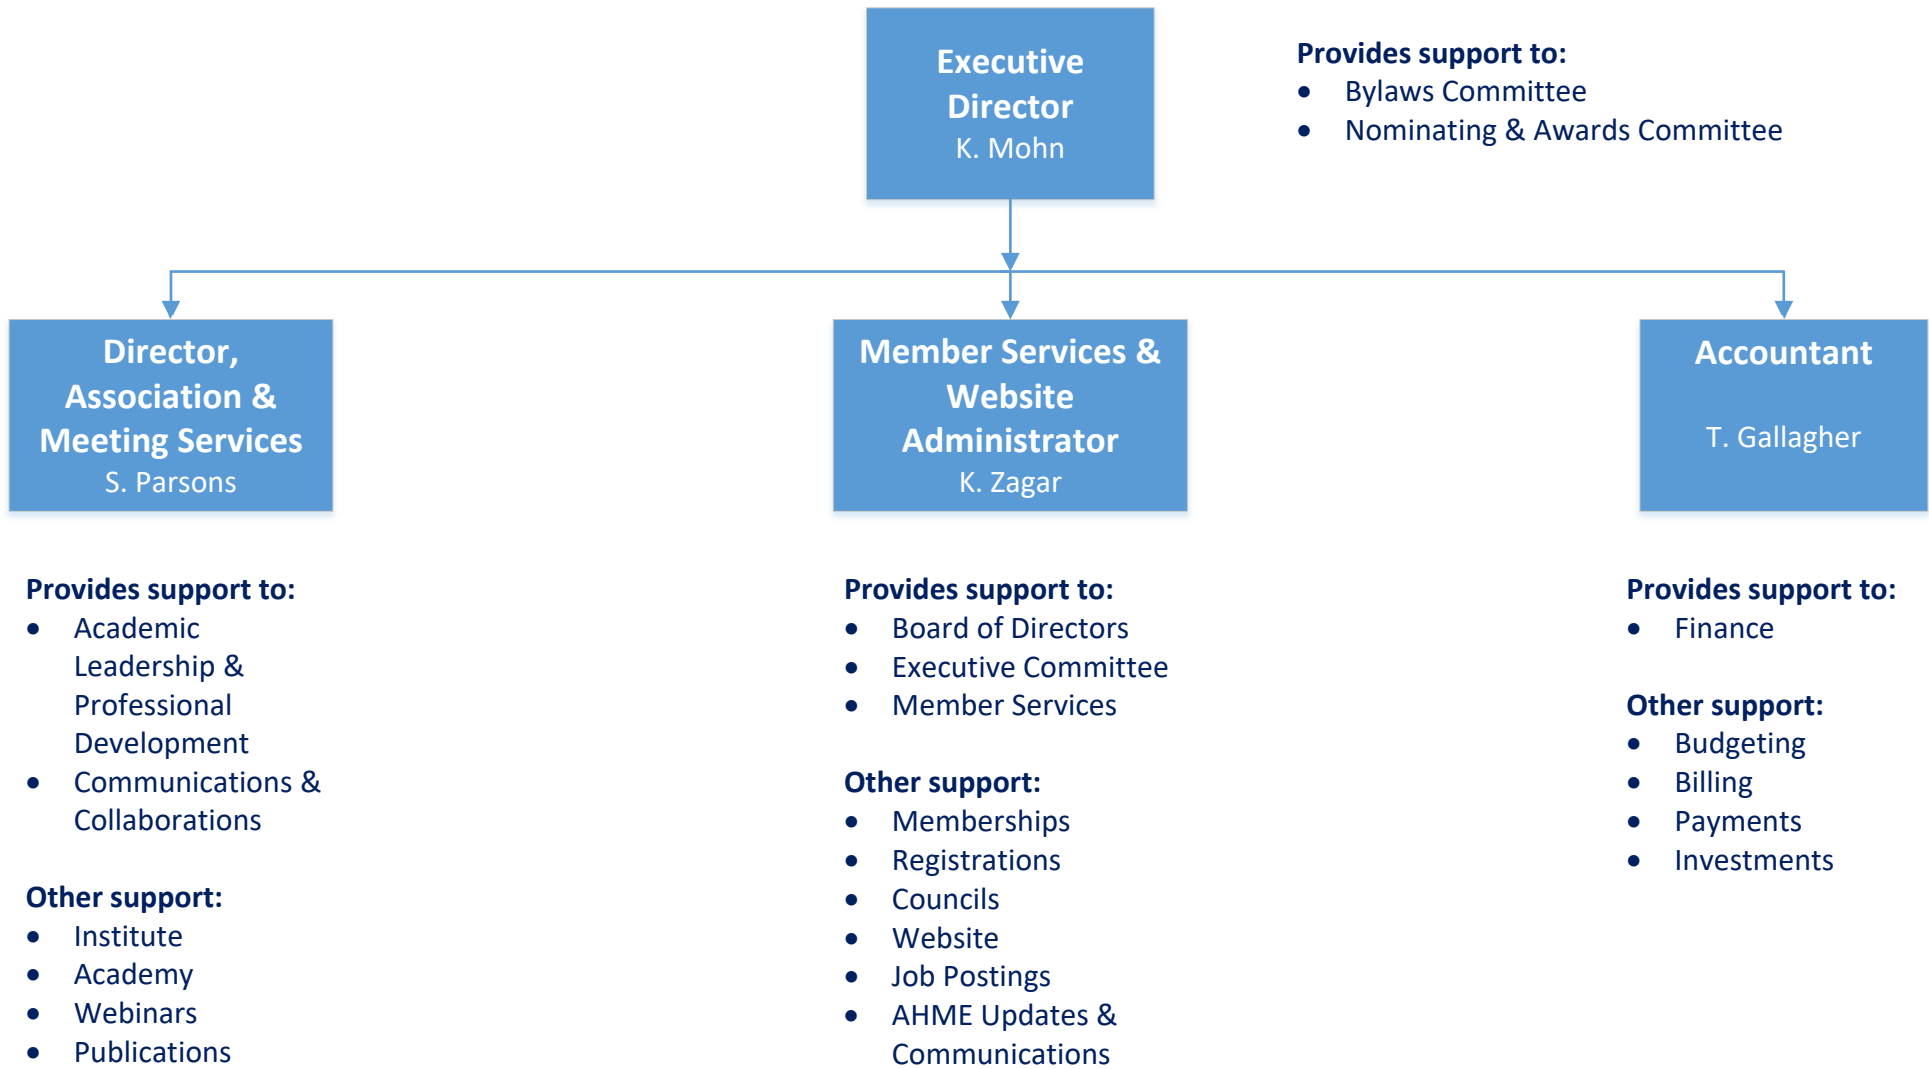 Executive
Director
K. Mohn
Provides support to:
• Bylaws Committee
• Nominating & Awards Committee
Director,
Association &
Meeting Services
S. Parsons
Provides support to:
• Academic
Leadership &
Professional
Development
• Communications &
Collaborations
Other support:
• Institute
• Academy
• Webinars
• Publications
Member Services &
Website
Administrator
K. Zagar
Provides support to:
• Board of Directors
• Executive Committee
• Member Services
Other support:
• Memberships
• Registrations
• Councils
• Website
• Job Postings
• AHME Updates &
Communications
Accountant
T. Gallagher
Provides support to:
• Finance
Other support:
• Budgeting
• Billing
• Payments
• Investments